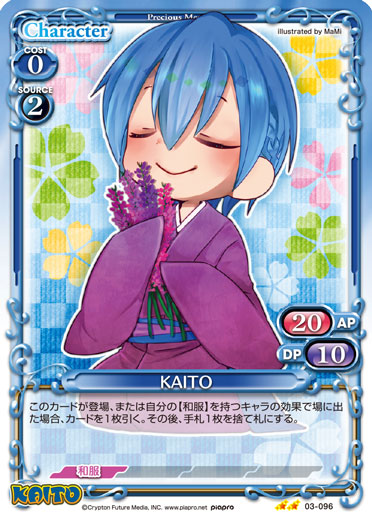 Precious Me
illustrated by MaMi
Character
COST
0
SOURCE
2
20 AP
DP 10
KAITO
このカードが登場、または自分の【和服】を持つキャラの効果で場に出
た場合、カードを1枚引く。その後、手札1枚を捨て札にする。
和服
KAITO
©Crypton Future Media, INC. www.piapro.net piapro
03-096